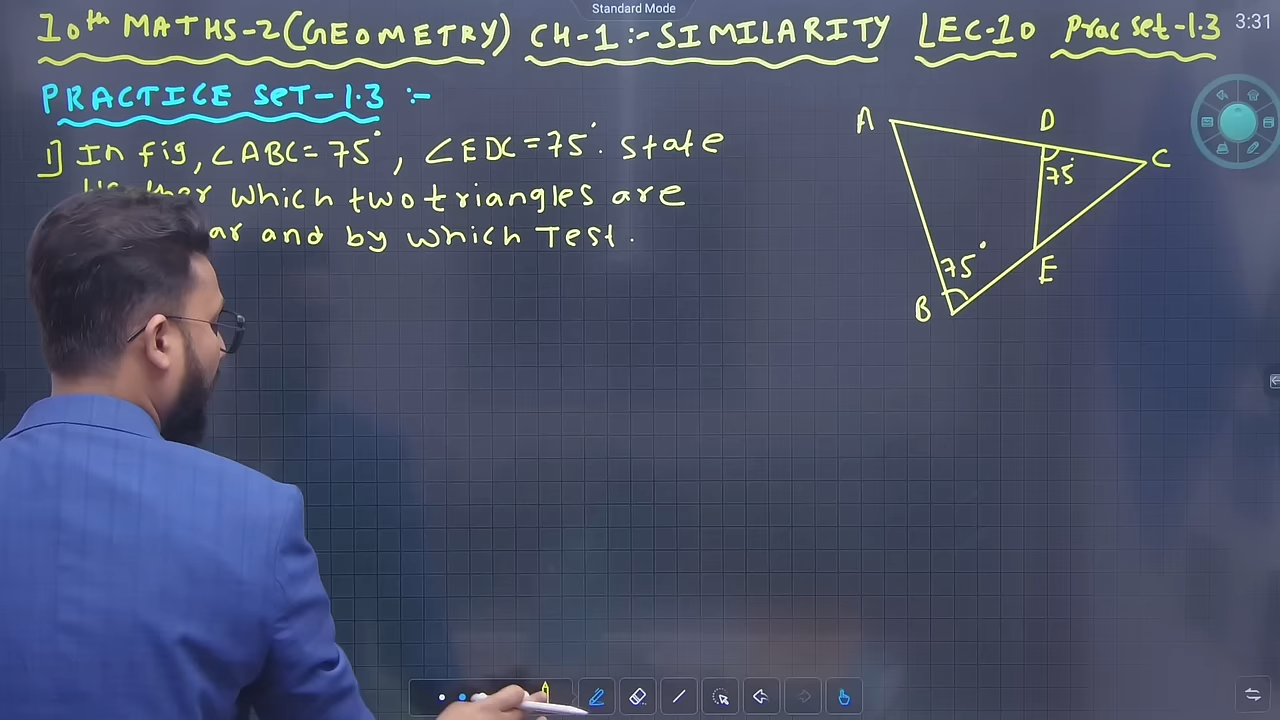 Standard Mode
10th MATHS-2(GEOMETRY) CH-1:- SIMILARITY LEC-10 Prac set-1.3
3:31
PRACTICE SET-1.3 :-
1] In fig, ∠ABC= 75°, ∠EDC=75°. State
which two triangles are
and by which Test.
A
D
C
75°
75°
E
B